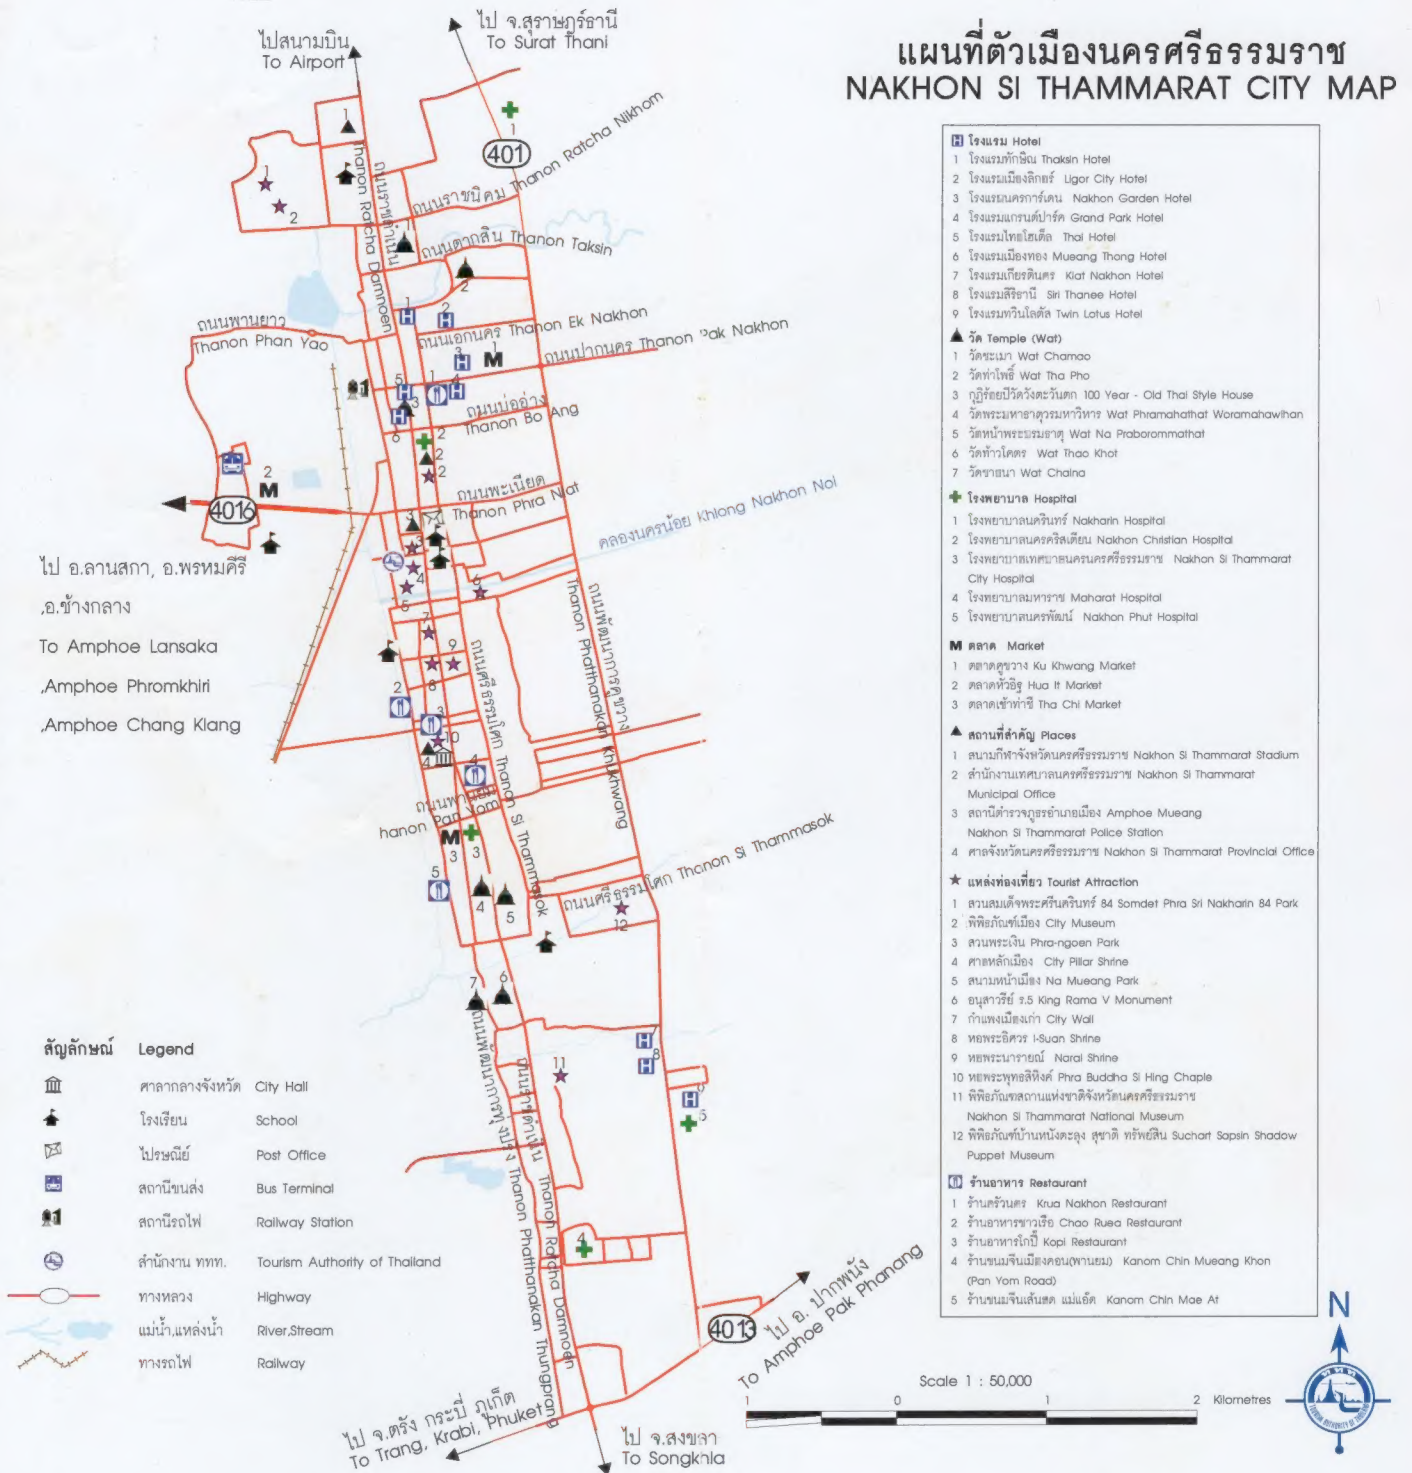 แผนที่ตัวเมืองนครศรีธรรมราช
NAKHON SI THAMMARAT CITY MAP
ไปสนามบิน
To Airport
ไป จ.สุราษฎร์ธานี
To Surat Thani
401
ถนนราชนิคม Thanon Ratcha Nikhom
ถนนราชดำเนิน
Thanon Ratcha Damnoen
ถนนตากสิน Thanon Taksin
ถนนพานยาว
Thanon Phan Yao
ถนนเอกนคร Thanon Ek Nakhon
ถนนปากนคร Thanon Pak Nakhon
ถนนบ่ออ่าง
Thanon Bo Ang
ถนนพะเนียด
Thanon Phra Niat
4016
คลองนครน้อย Khlong Nakhon Noi
ไป อ.ลานสกา, อ.พรหมคีรี
,อ.ช้างกลาง
To Amphoe Lansaka
,Amphoe Phromkhiri
,Amphoe Chang Klang
ถนนพัฒนาการคูขวาง
Thanon Phatthanakan Khukhwang
ถนนศรีธรรมโศก Thanon Si Thammasok
ถนนพานยม
hanon Pan Yom
ถนนศรีธรรมโศก Thanon Si Thammasok
ถนนพัฒนาการทุ่งปรัง Thanon Phatthanakan Thungprang
ถนนราชดำเนิน Thanon Ratcha Damnoen
4013
ไป อ. ปากพนัง
To Amphoe Pak Phanang
ไป จ.ตรัง กระบี่ ภูเก็ต
To Trang, Krabi, Phuket
ไป จ.สงขลา
To Songkhla
โรงแรม Hotel
1 โรงแรมทักษิณ Thaksin Hotel
2 โรงแรมเมืองลิกอร์ Ligor City Hotel
3 โรงแรมนครการ์เดน Nakhon Garden Hotel
4 โรงแรมแกรนด์ปาร์ค Grand Park Hotel
5 โรงแรมไทยโฮเต็ล Thai Hotel
6 โรงแรมเมืองทอง Mueang Thong Hotel
7 โรงแรมเกียรตินคร Kiat Nakhon Hotel
8 โรงแรมสิริธานี Siri Thanee Hotel
9 โรงแรมทวินโลตัส Twin Lotus Hotel
วัด Temple (Wat)
1 วัดชะเมา Wat Chamao
2 วัดท่าโพธิ์ Wat Tha Pho
3 กุฏิร้อยปีวัดวังตะวันตก 100 Year - Old Thai Style House
4 วัดพระมหาธาตุวรมหาวิหาร Wat Phramahathat Woramahawihan
5 วัดหน้าพระบรมธาตุ Wat Na Praborommathat
6 วัดท้าวโคตร Wat Thao Khot
7 วัดชายนา Wat Chaina
โรงพยาบาล Hospital
1 โรงพยาบาลนครินทร์ Nakharin Hospital
2 โรงพยาบาลนครคริสเตียน Nakhon Christian Hospital
3 โรงพยาบาลเทศบาลนครนครศรีธรรมราช Nakhon Si Thammarat
City Hospital
4 โรงพยาบาลมหาราช Maharat Hospital
5 โรงพยาบาลนครพัฒน์ Nakhon Phut Hospital
M ตลาด Market
1 ตลาดคูขวาง Ku Khwang Market
2 ตลาดหัวอิฐ Hua It Market
3 ตลาดเช้าท่าชี Tha Chi Market
สถานที่สำคัญ Places
1 สนามกีฬาจังหวัดนครศรีธรรมราช Nakhon Si Thammarat Stadium
2 สำนักงานเทศบาลนครศรีธรรมราช Nakhon Si Thammarat
Municipal Office
3 สถานีตำรวจภูธรอำเภอเมือง Amphoe Mueang
Nakhon Si Thammarat Police Station
4 ศาลจังหวัดนครศรีธรรมราช Nakhon Si Thammarat Provincial Office
แหล่งท่องเที่ยว Tourist Attraction
1 สวนสมเด็จพระศรีนครินทร์ 84 Somdet Phra Sri Nakharin 84 Park
2 พิพิธภัณฑ์เมือง City Museum
3 สวนพระเงิน Phra-ngoen Park
4 ศาลหลักเมือง City Pillar Shrine
5 สนามหน้าเมือง Na Mueang Park
6 อนุสาวรีย์ ร.5 King Rama V Monument
7 กำแพงเมืองเก่า City Wall
8 หอพระอิศวร I-Suan Shrine
9 หอพระนารายณ์ Narai Shrine
10 หอพระพุทธสิหิงค์ Phra Buddha Si Hing Chaple
11 พิพิธภัณฑสถานแห่งชาติจังหวัดนครศรีธรรมราช
Nakhon Si Thammarat National Museum
12 พิพิธภัณฑ์บ้านหนังตะลุง สุชาติ ทรัพย์สิน Suchart Sapsin Shadow
Puppet Museum
ร้านอาหาร Restaurant
1 ร้านครัวนคร Krua Nakhon Restaurant
2 ร้านอาหารชาวเรือ Chao Ruea Restaurant
3 ร้านอาหารโกปี๊ Kopi Restaurant
4 ร้านขนมจีนเมืองคอน(พานยม) Kanom Chin Mueang Khon
(Pan Yom Road)
5 ร้านขนมจีนเส้นสด แม่แอ๊ด Kanom Chin Mae At
สัญลักษณ์ Legend
ศาลากลางจังหวัด City Hall
โรงเรียน School
ไปรษณีย์ Post Office
สถานีขนส่ง Bus Terminal
สถานีรถไฟ Railway Station
สำนักงาน ททท. Tourism Authority of Thailand
ทางหลวง Highway
แม่น้ำ,แหล่งน้ำ River,Stream
ทางรถไฟ Railway
Scale 1 : 50,000
1 0 1 2 Kilometres
N